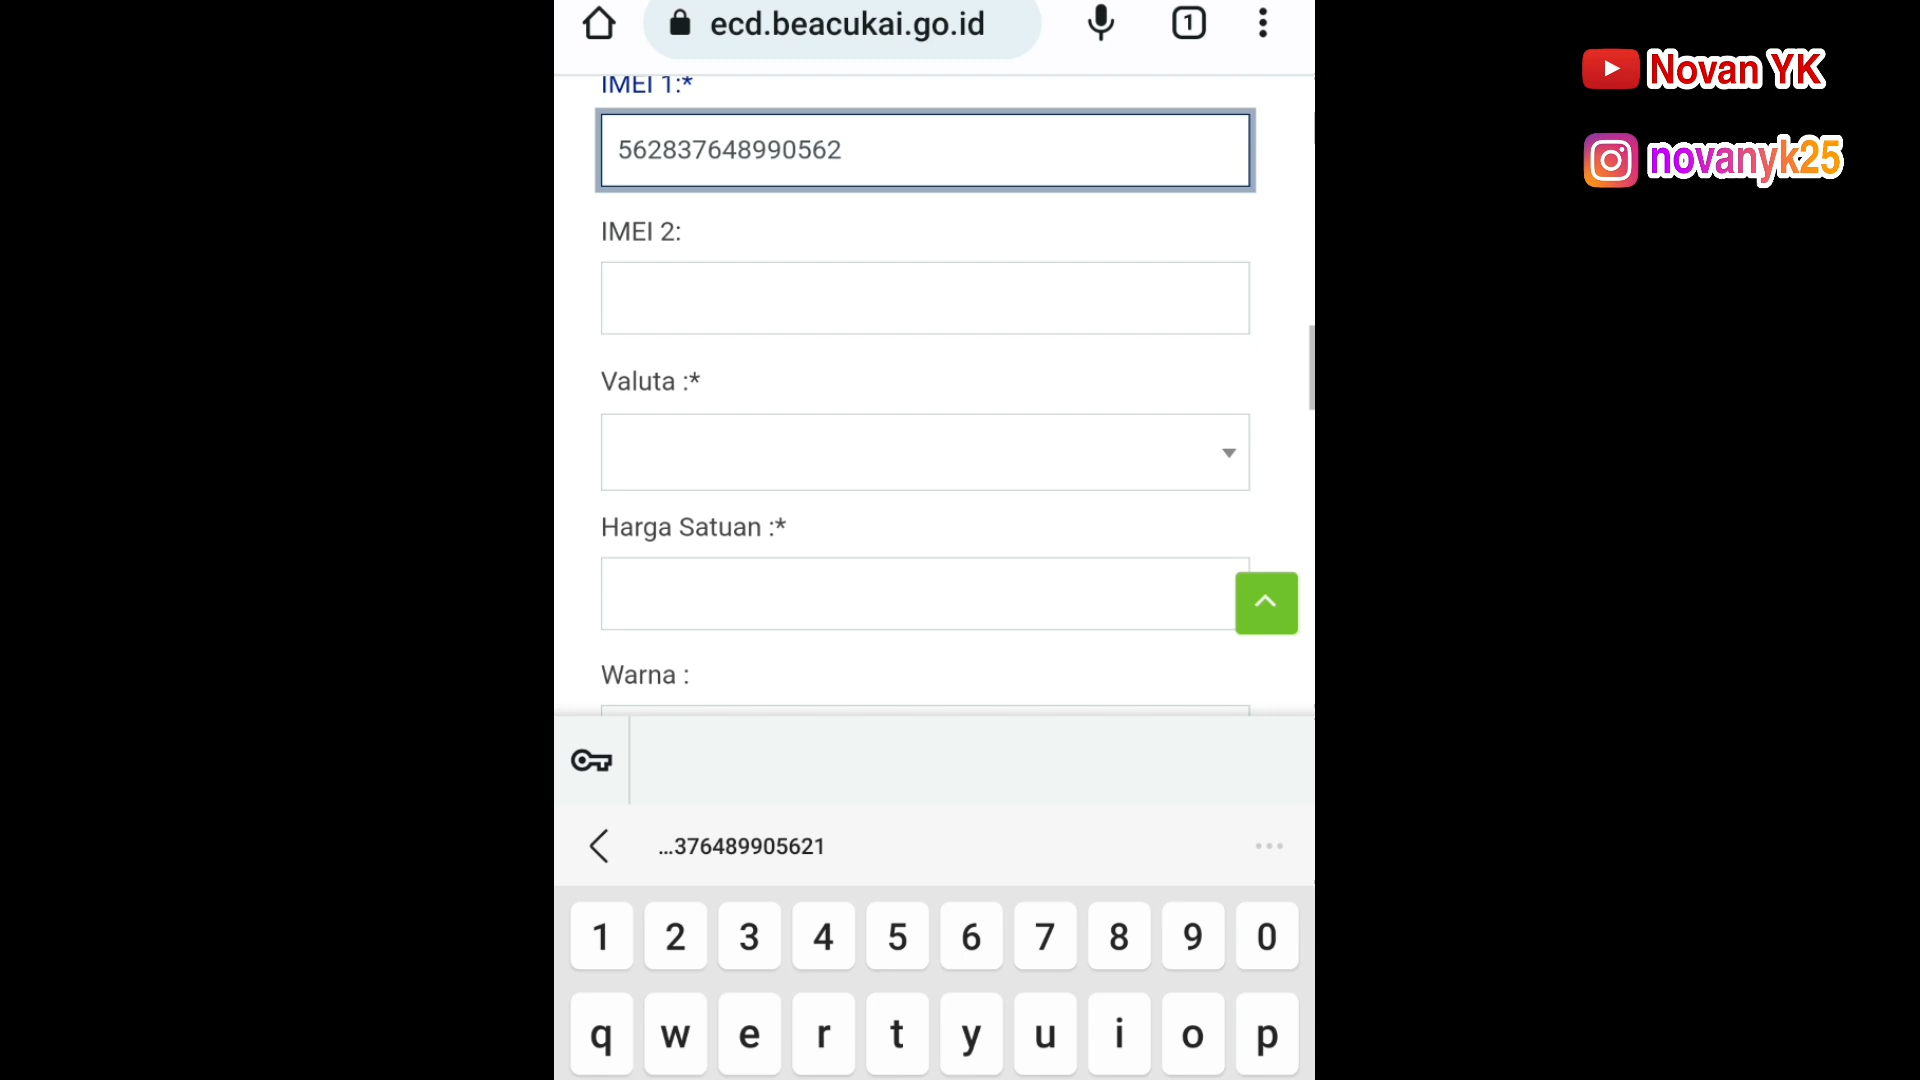 ecd.beacukai.go.id
1
Novan YK
novanyk25
IMEI 1:*
562837648990562
IMEI 2:
Valuta :*
Harga Satuan :*
Warna :
...376489905621
1 2 3 4 5 6 7 8 9 0
q w e r t y u i o p